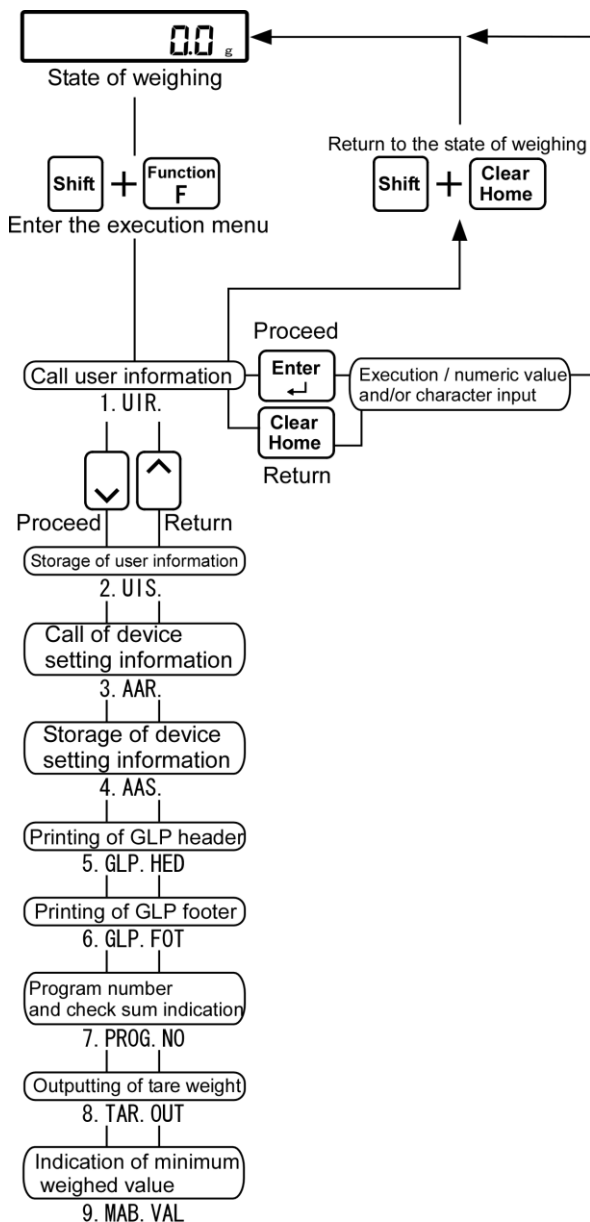 0.0 g
State of weighing
Return to the state of weighing
Shift + Function F
Shift + Clear Home
Enter the execution menu
Proceed
Call user information
Enter
Execution / numeric value
and/or character input
1. UIR.
Clear
Home
Return
Proceed Return
Storage of user information
2. UIS.
Call of device
setting information
3. AAR.
Storage of device
setting information
4. AAS.
Printing of GLP header
5. GLP. HED
Printing of GLP footer
6. GLP. FOT
Program number
and check sum indication
7. PROG. NO
Outputting of tare weight
8. TAR. OUT
Indication of minimum
weighed value
9. MAB. VAL